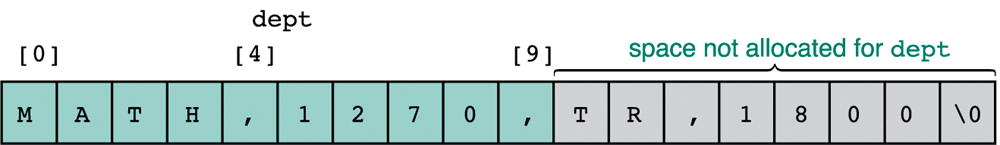 dept
[0] [4] [9] space not allocated for dept
M A T H , 1 2 7 0 , T R , 1 8 0 0 \0